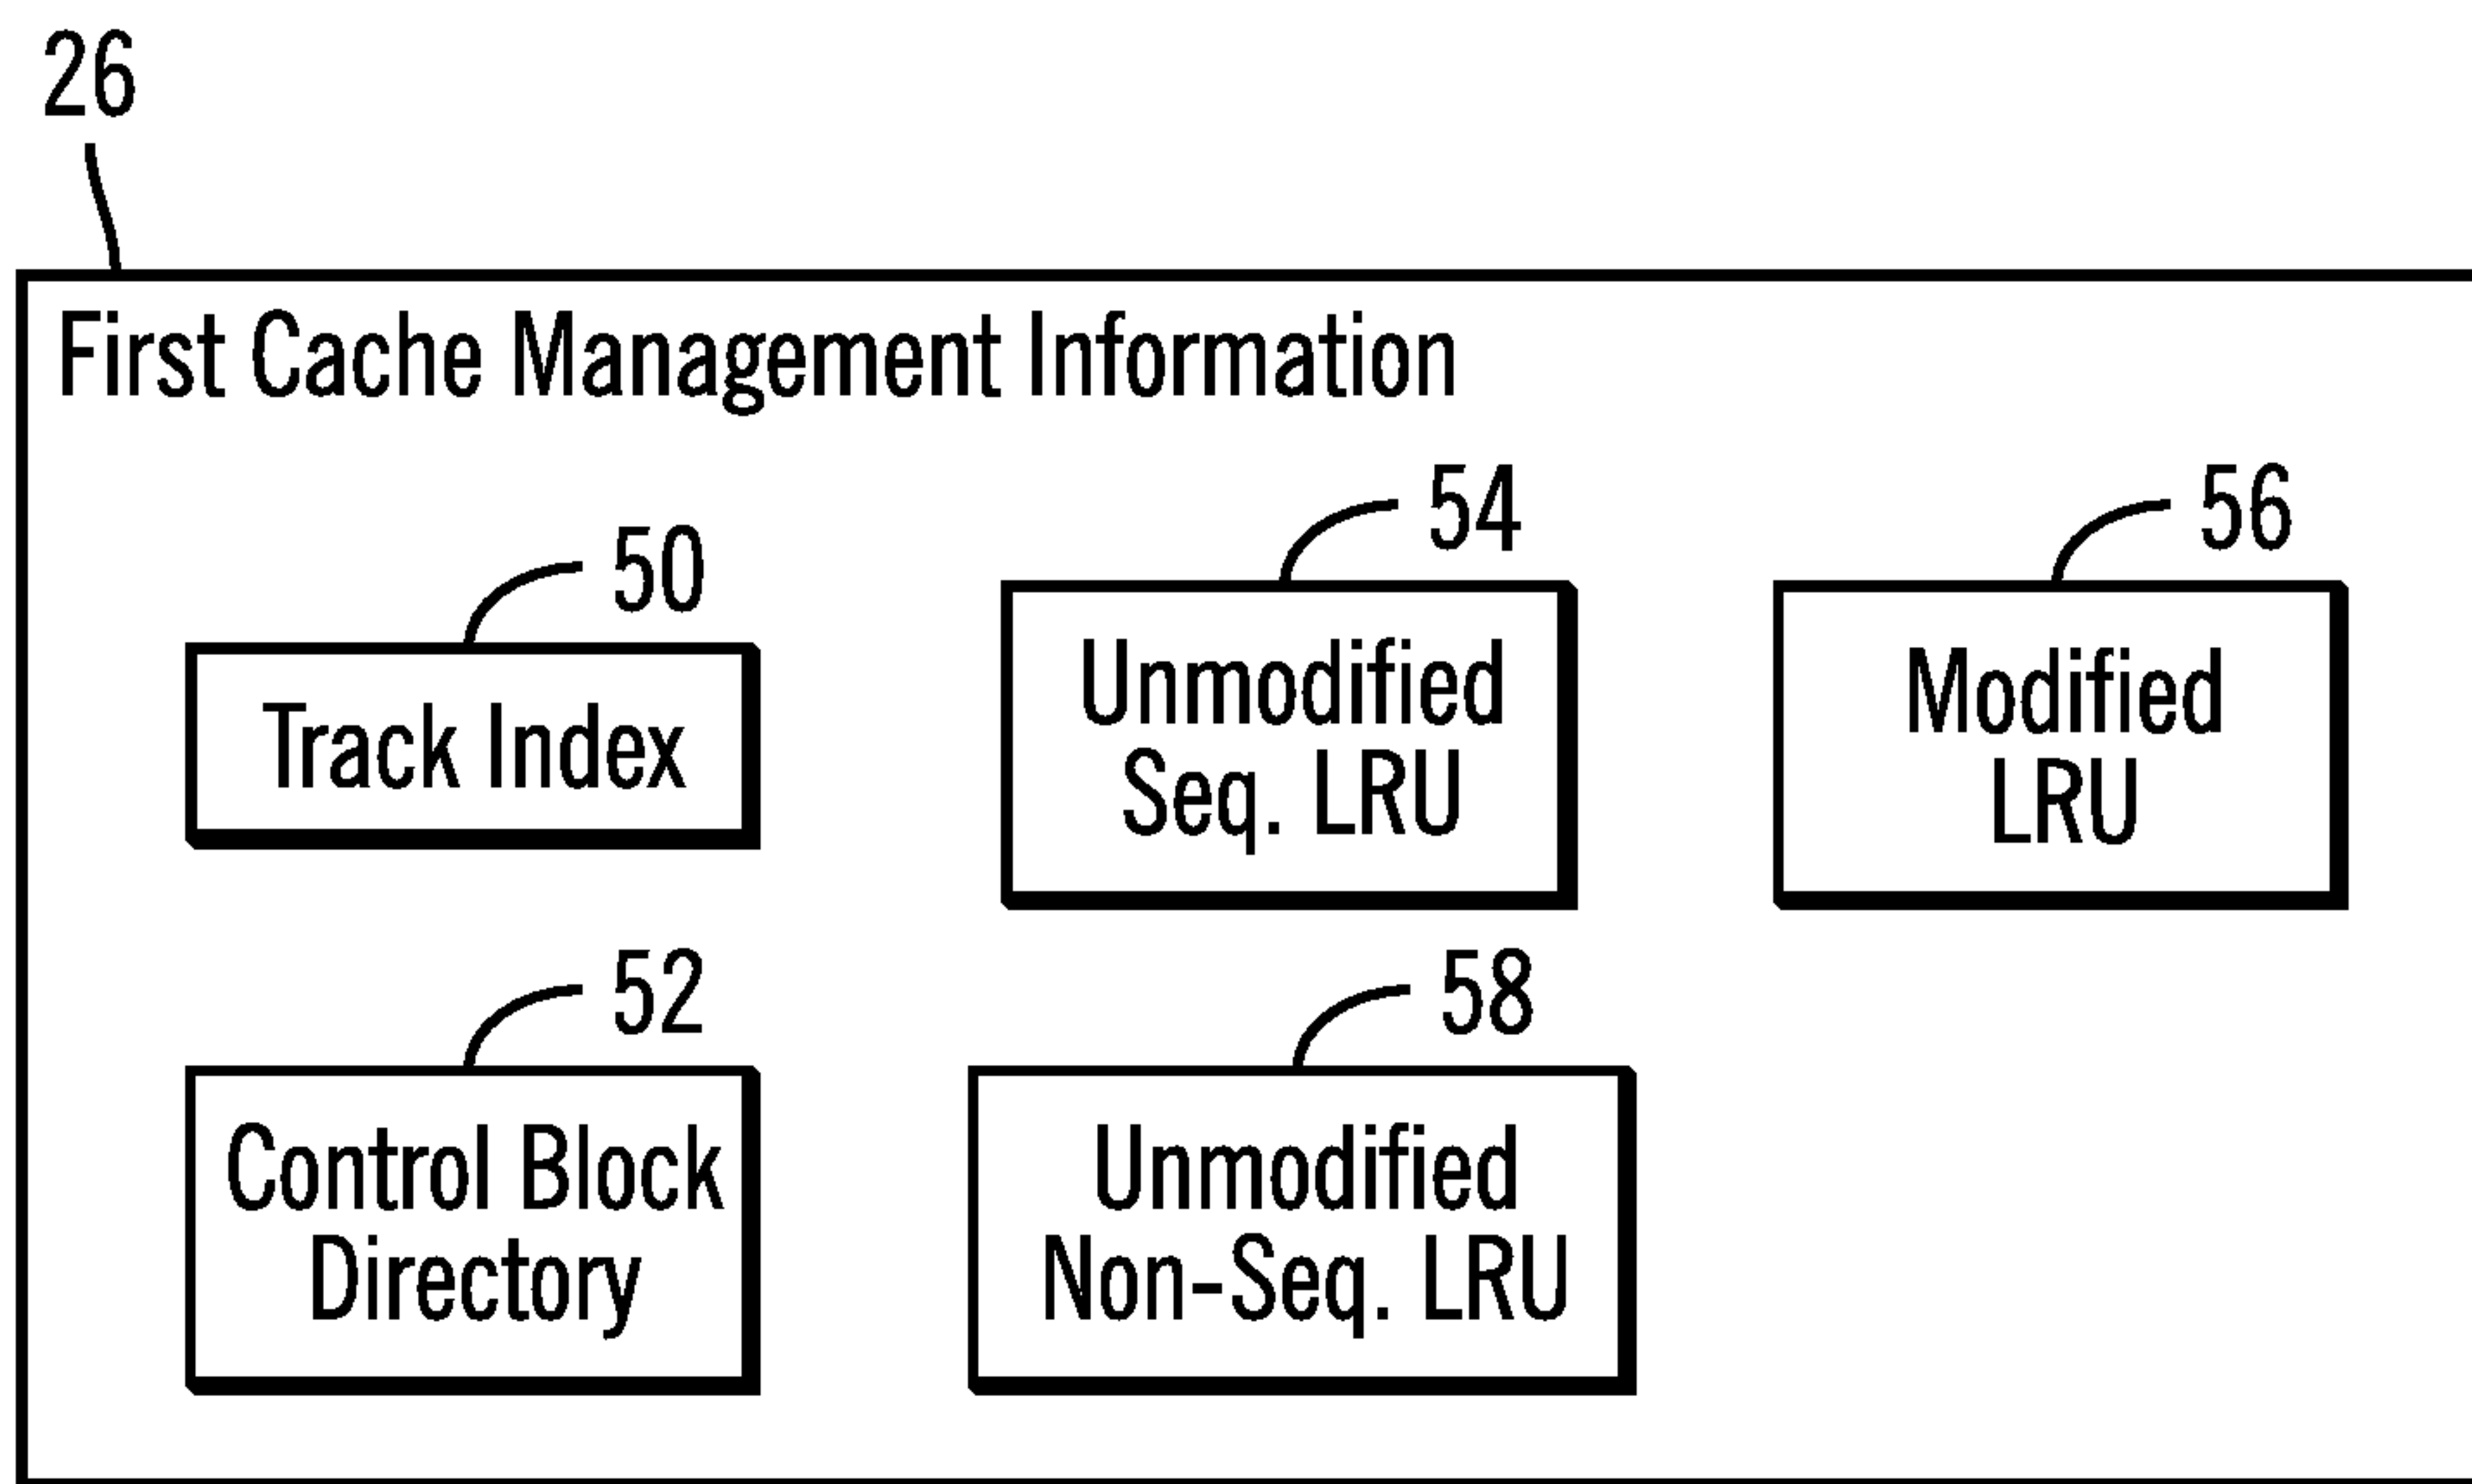 26
First Cache Management Information
50
Track Index
54
Unmodified
Seq. LRU
56
Modified
LRU
52
Control Block
Directory
58
Unmodified
Non-Seq. LRU